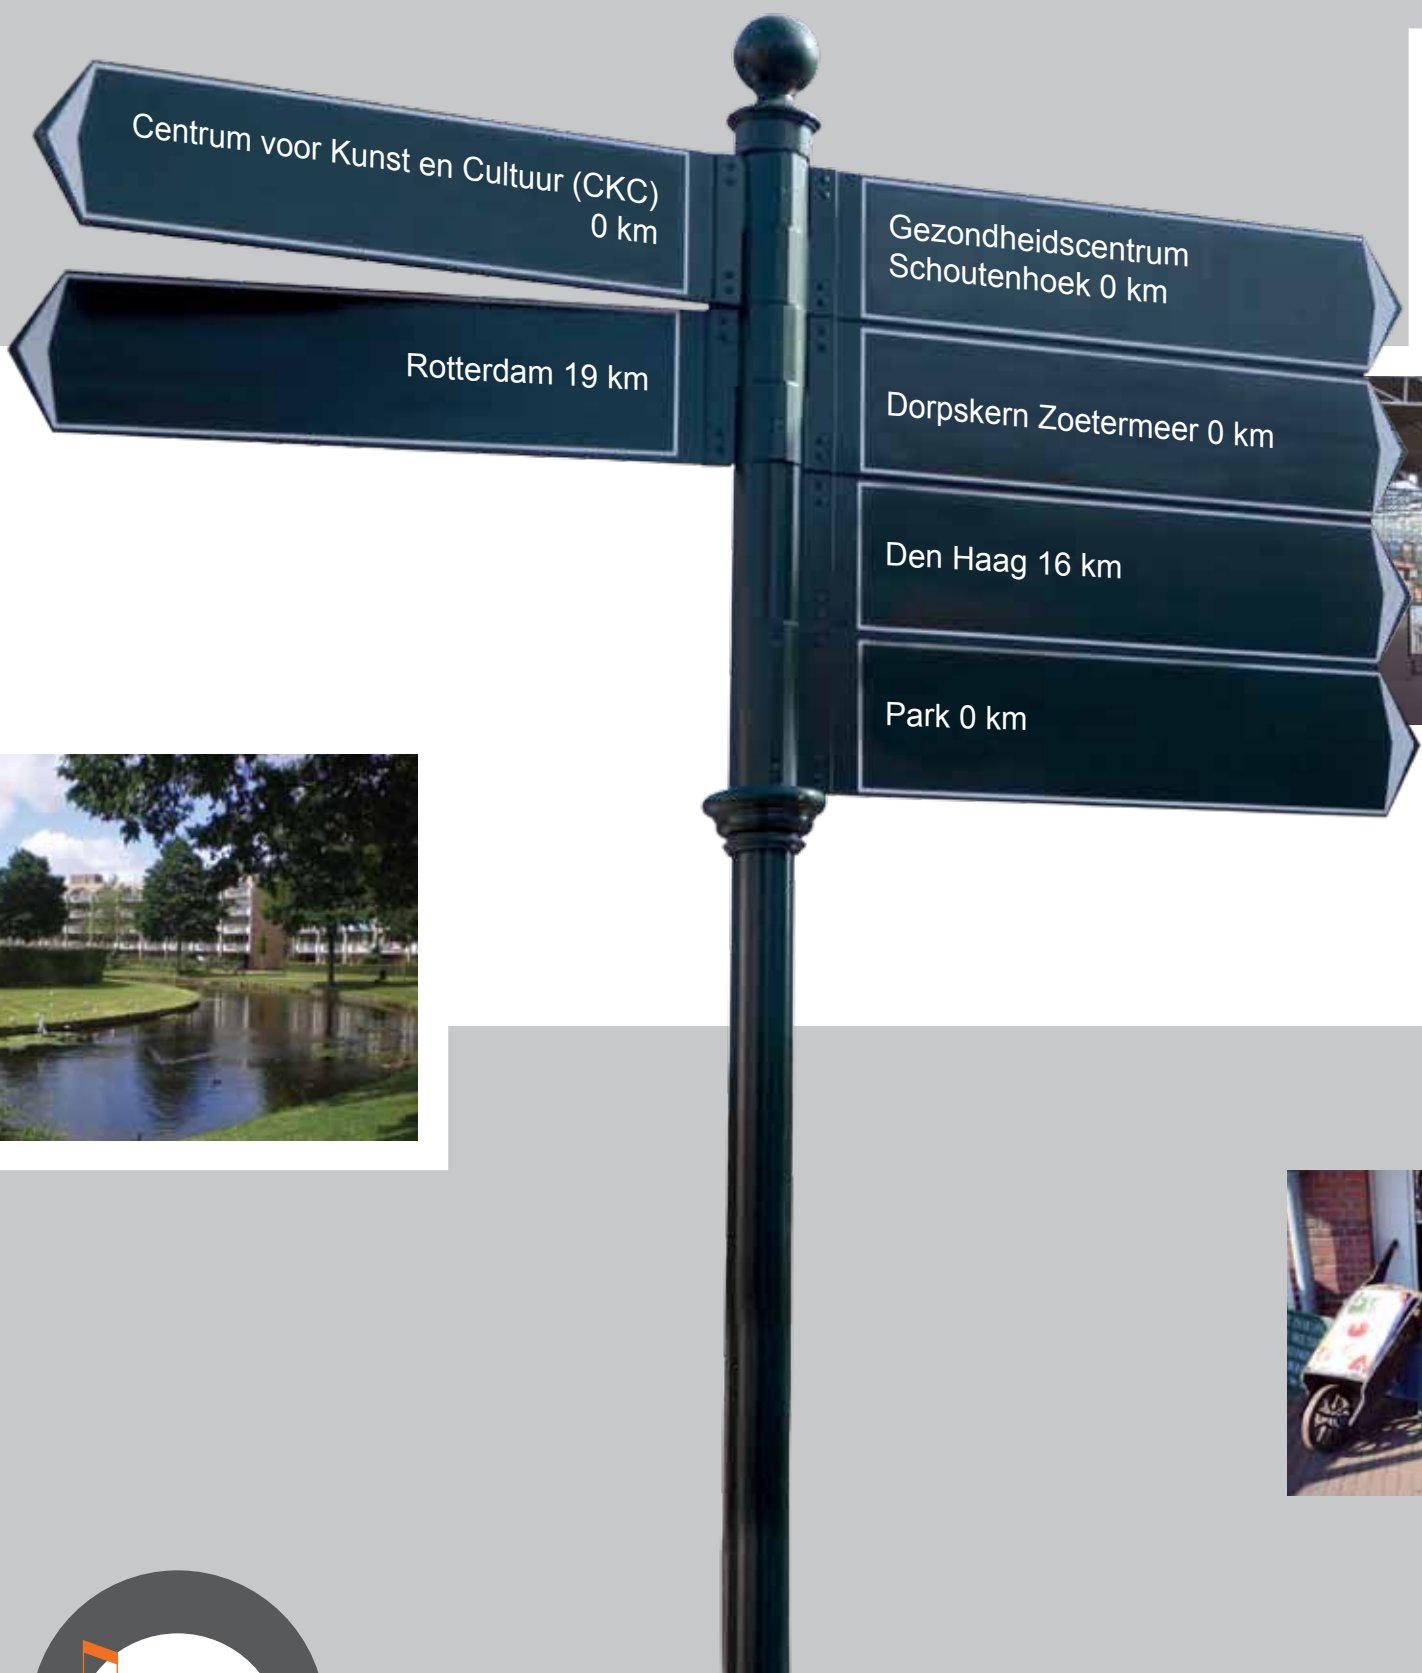 Centrum voor Kunst en Cultuur (CKC)
0 km
Rotterdam 19 km
Gezondheidscentrum
Schoutenhoek 0 km
Dorpskern Zoetermeer 0 km
Den Haag 16 km
Park 0 km